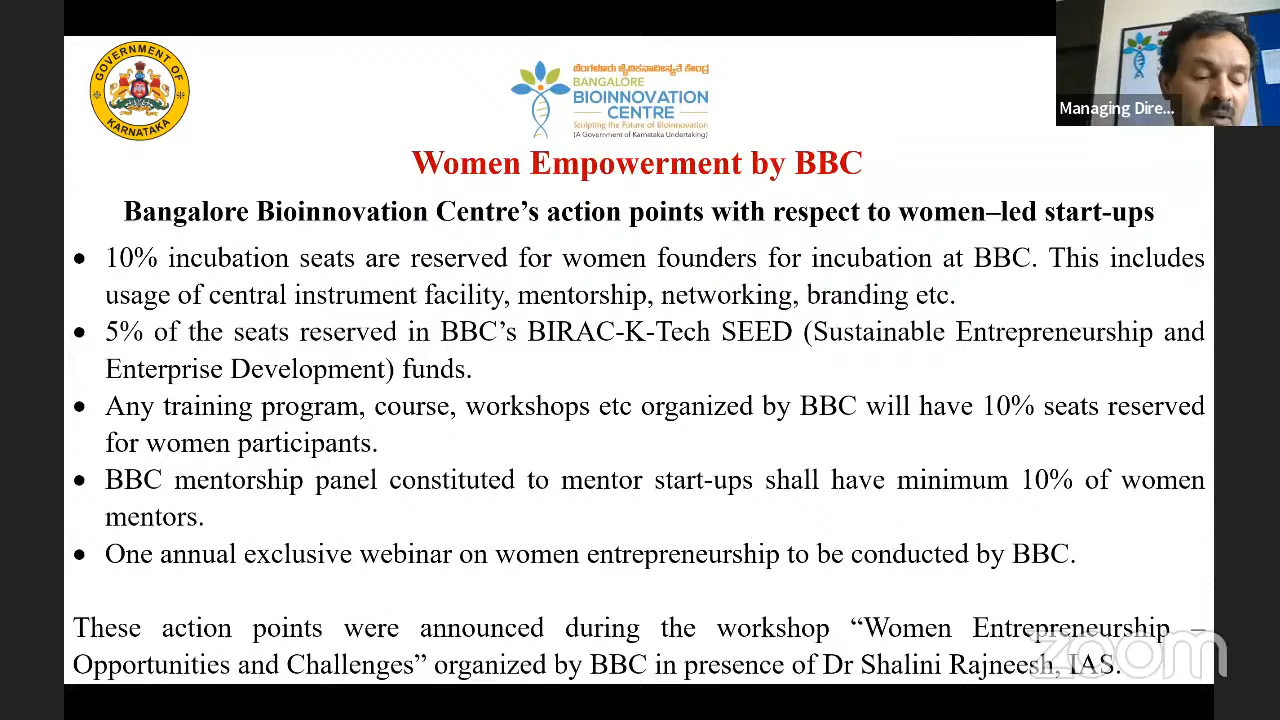 GOVERNMENT OF
KARNATAKA
ಬೆಂಗಳೂರು ಜೈವಿಕನಾವೀನ್ಯತೆ ಕೇಂದ್ರ
BANGALORE
BIOINNOVATION
CENTRE
Sculpting the Future of Bioinnovation
(A Government of Karnataka Undertaking)
Managing Dire...
Women Empowerment by BBC
Bangalore Bioinnovation Centre’s action points with respect to women–led start-ups
• 10% incubation seats are reserved for women founders for incubation at BBC. This includes
usage of central instrument facility, mentorship, networking, branding etc.
• 5% of the seats reserved in BBC’s BIRAC-K-Tech SEED (Sustainable Entrepreneurship and
Enterprise Development) funds.
• Any training program, course, workshops etc organized by BBC will have 10% seats reserved
for women participants.
• BBC mentorship panel constituted to mentor start-ups shall have minimum 10% of women
mentors.
• One annual exclusive webinar on women entrepreneurship to be conducted by BBC.
These action points were announced during the workshop “Women Entrepreneurship –
Opportunities and Challenges” organized by BBC in presence of Dr Shalini Rajneesh, IAS.
zoom